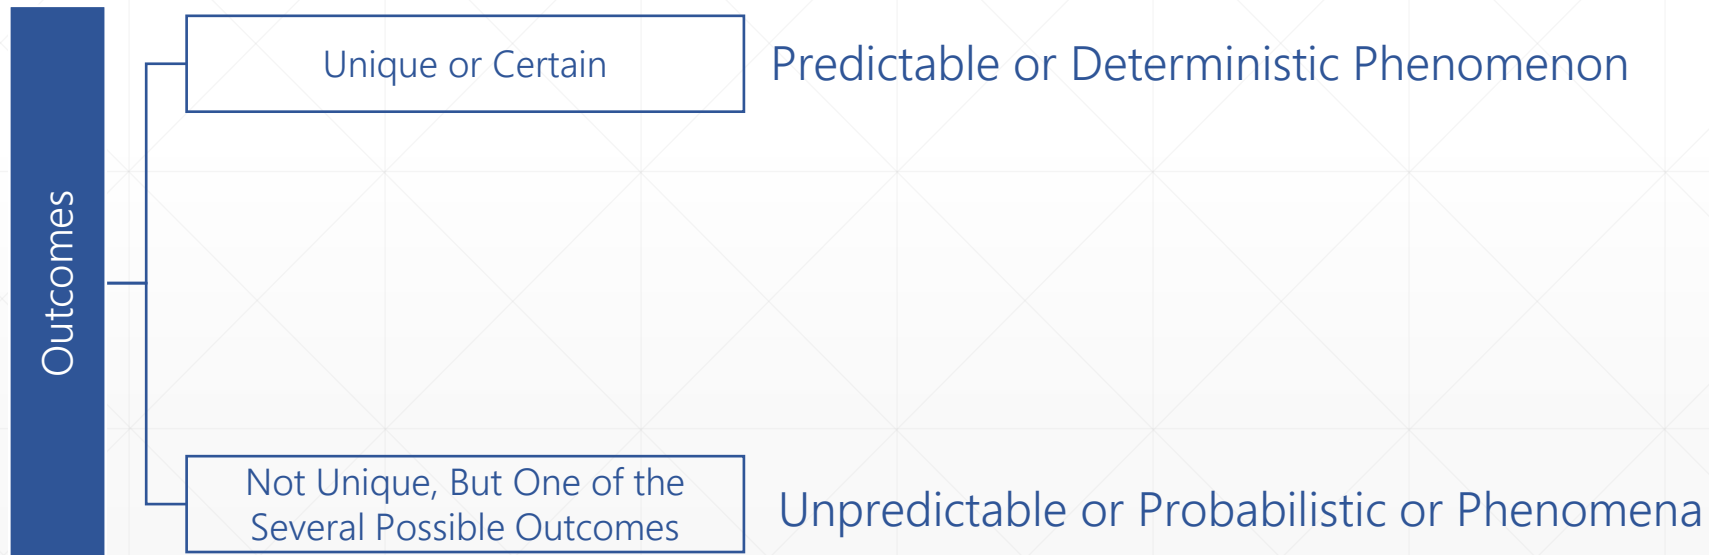 Outcomes
Unique or Certain
Predictable or Deterministic Phenomenon
Not Unique, But One of the
Several Possible Outcomes
Unpredictable or Probabilistic or Phenomena